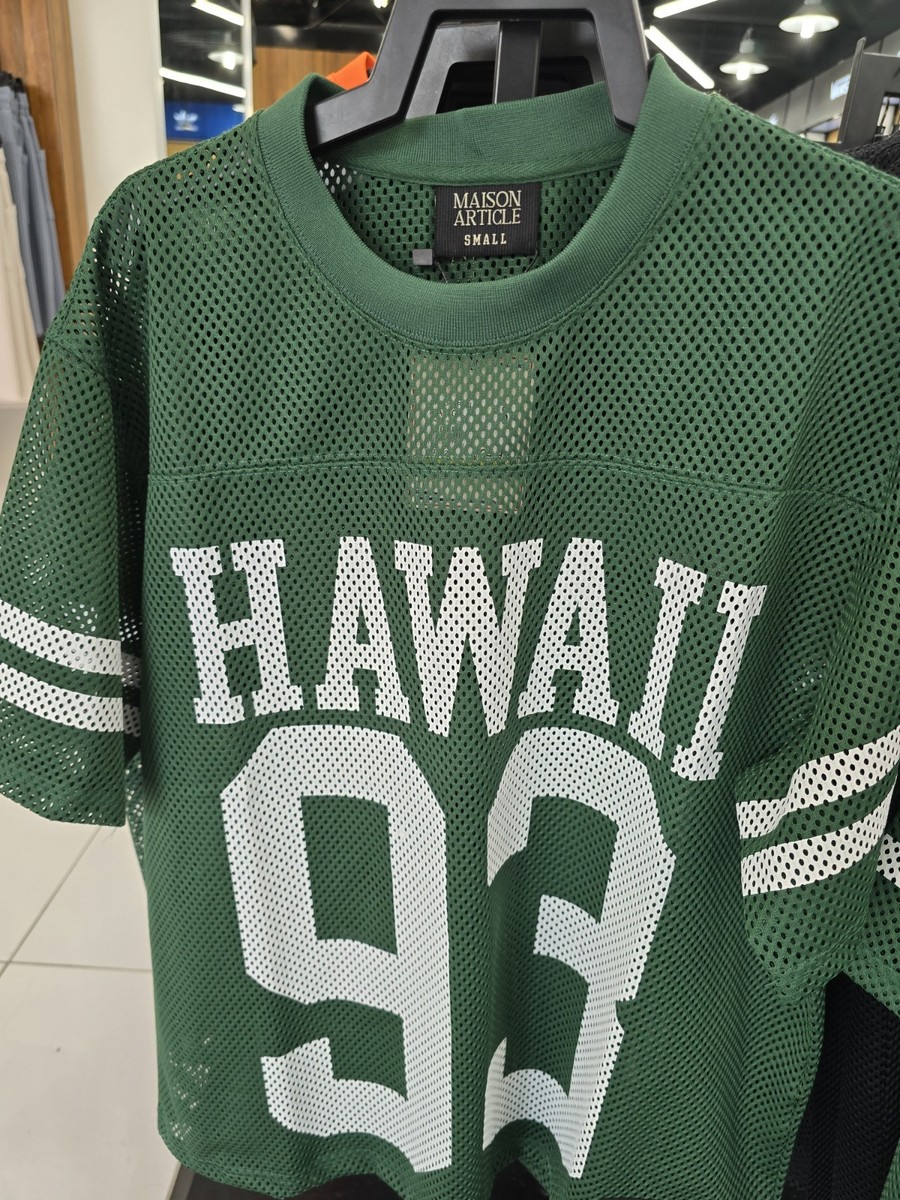 MAISON
ARTICLE
SMALL
HAWAII
93